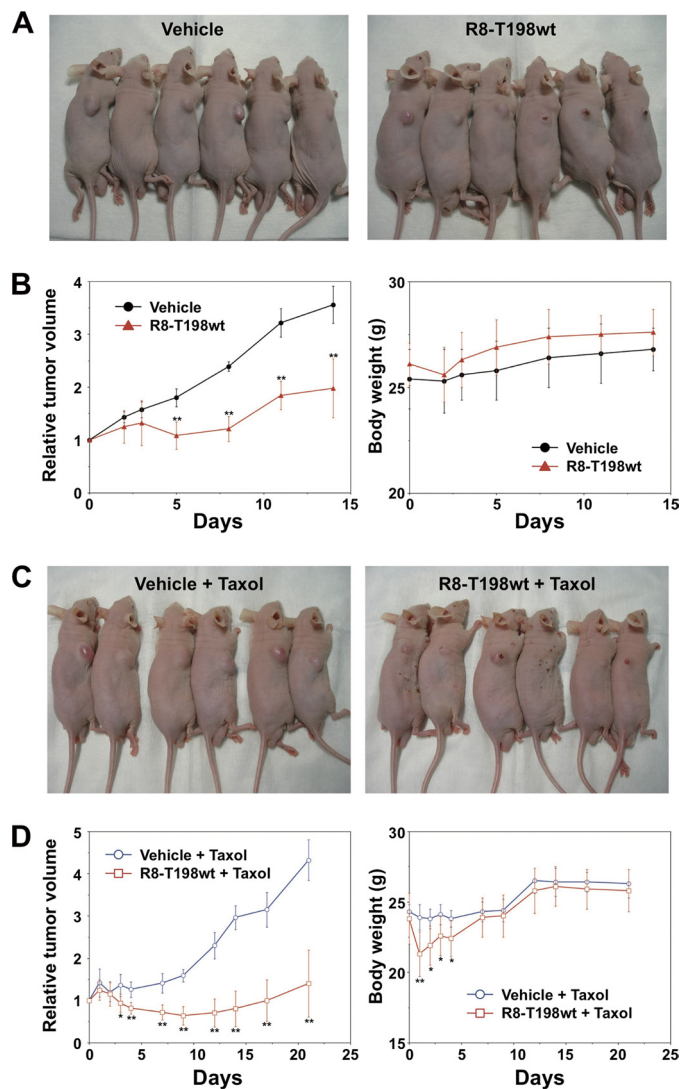 A
Vehicle
R8-T198wt
B
Relative tumor volume
4
3
2
1
0
Vehicle
R8-T198wt
**
**
**
**
0
5
10
15
Days
Body weight (g)
30
25
20
Vehicle
R8-T198wt
0
5
10
15
Days
C
Vehicle + Taxol
R8-T198wt + Taxol
D
Relative tumor volume
5
4
3
2
1
0
Vehicle + Taxol
R8-T198wt + Taxol
*
**
**
**
**
**
**
**
0
5
10
15
20
25
Days
Body weight (g)
30
25
20
15
**
*
*
*
Vehicle + Taxol
R8-T198wt + Taxol
0
5
10
15
20
25
Days